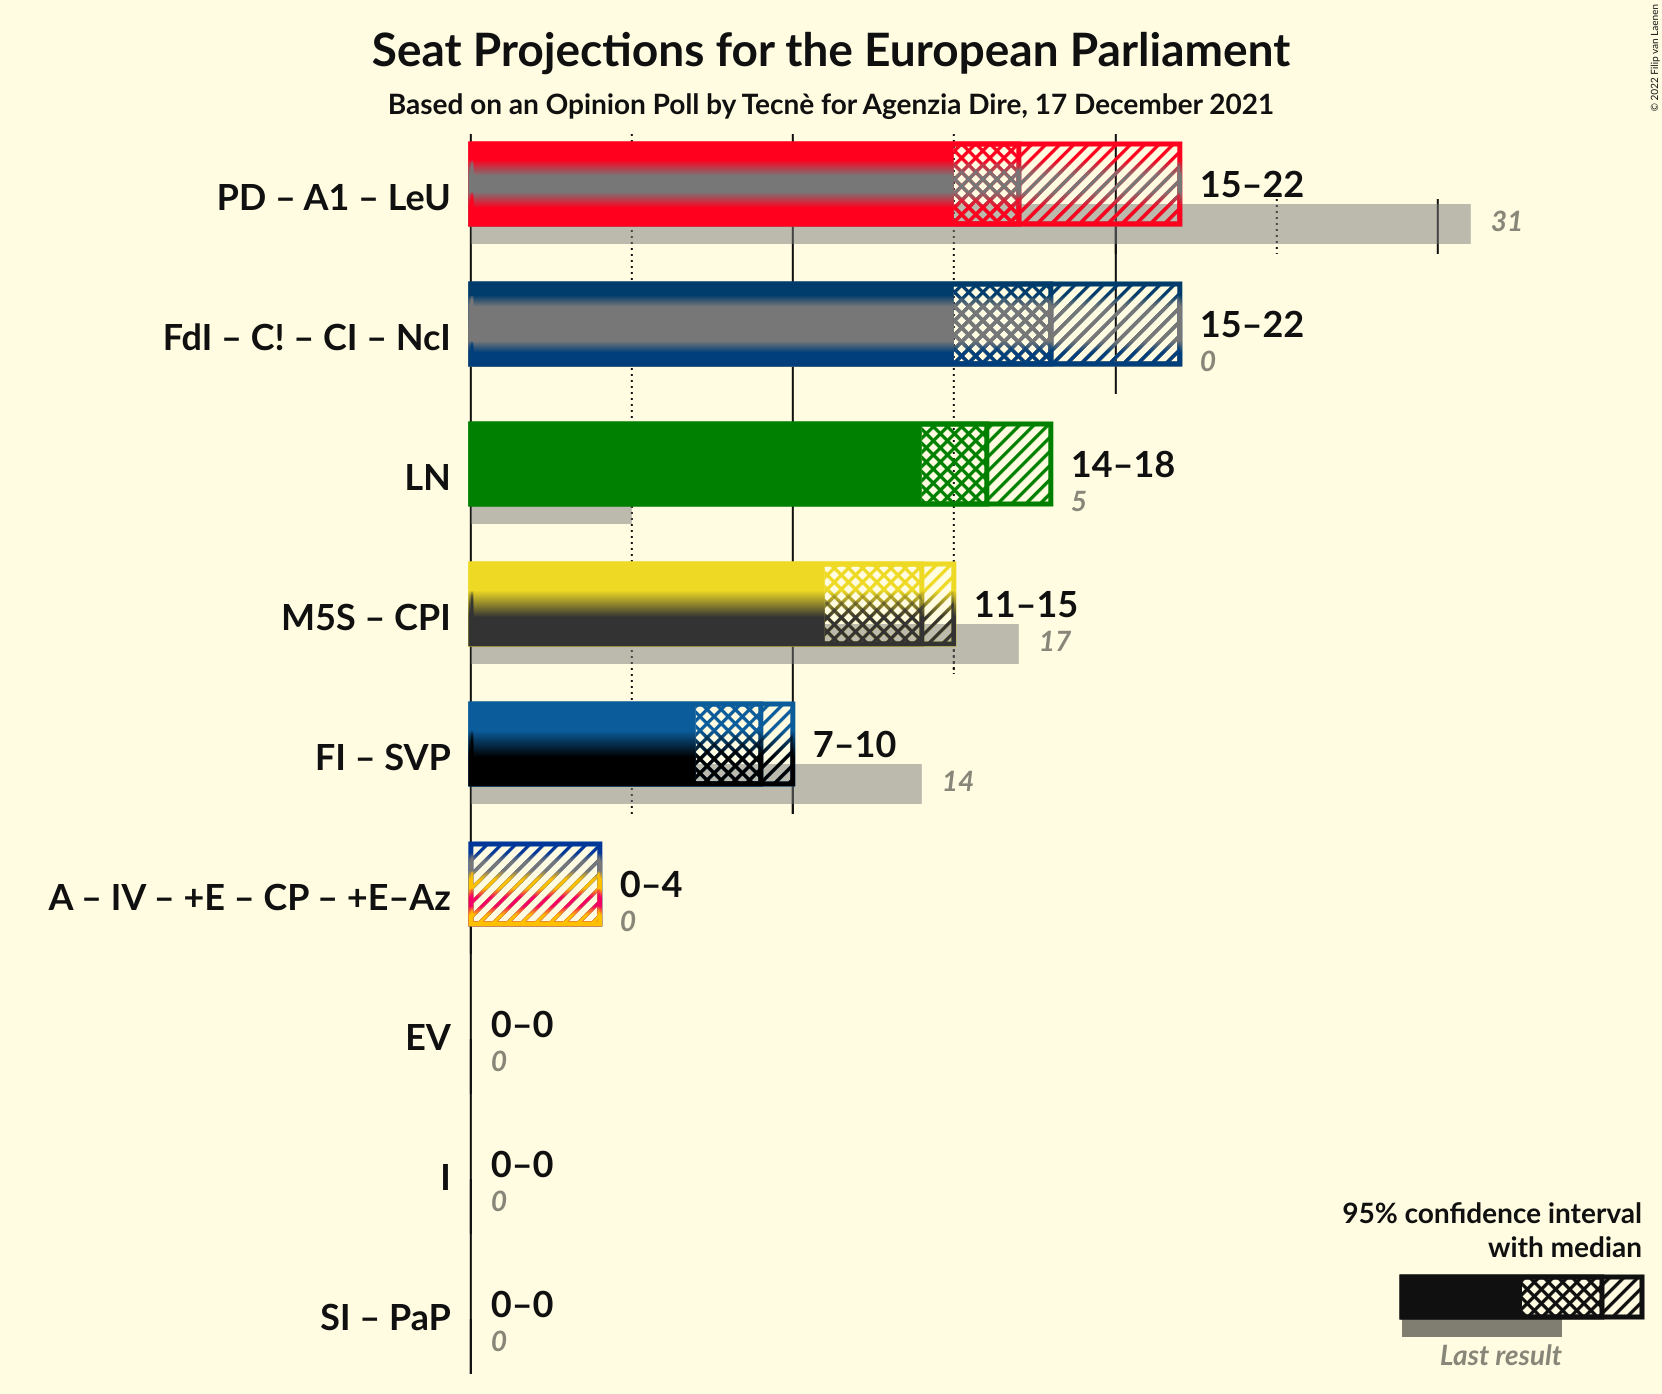 Seat Projections for the European Parliament
Based on an Opinion Poll by Tecnè for Agenzia Dire, 17 December 2021
© 2022 Filip van Laenen
PD – A1 – LeU
15–22
31
FdI – C! – CI – NcI
15–22
0
LN
14–18
5
M5S – CPI
11–15
17
FI – SVP
7–10
14
A – IV – +E – CP – +E–Az
0–4
0
EV
0–0
0
I
0–0
0
SI – PaP
0–0
0
95% confidence interval
with median
Last result